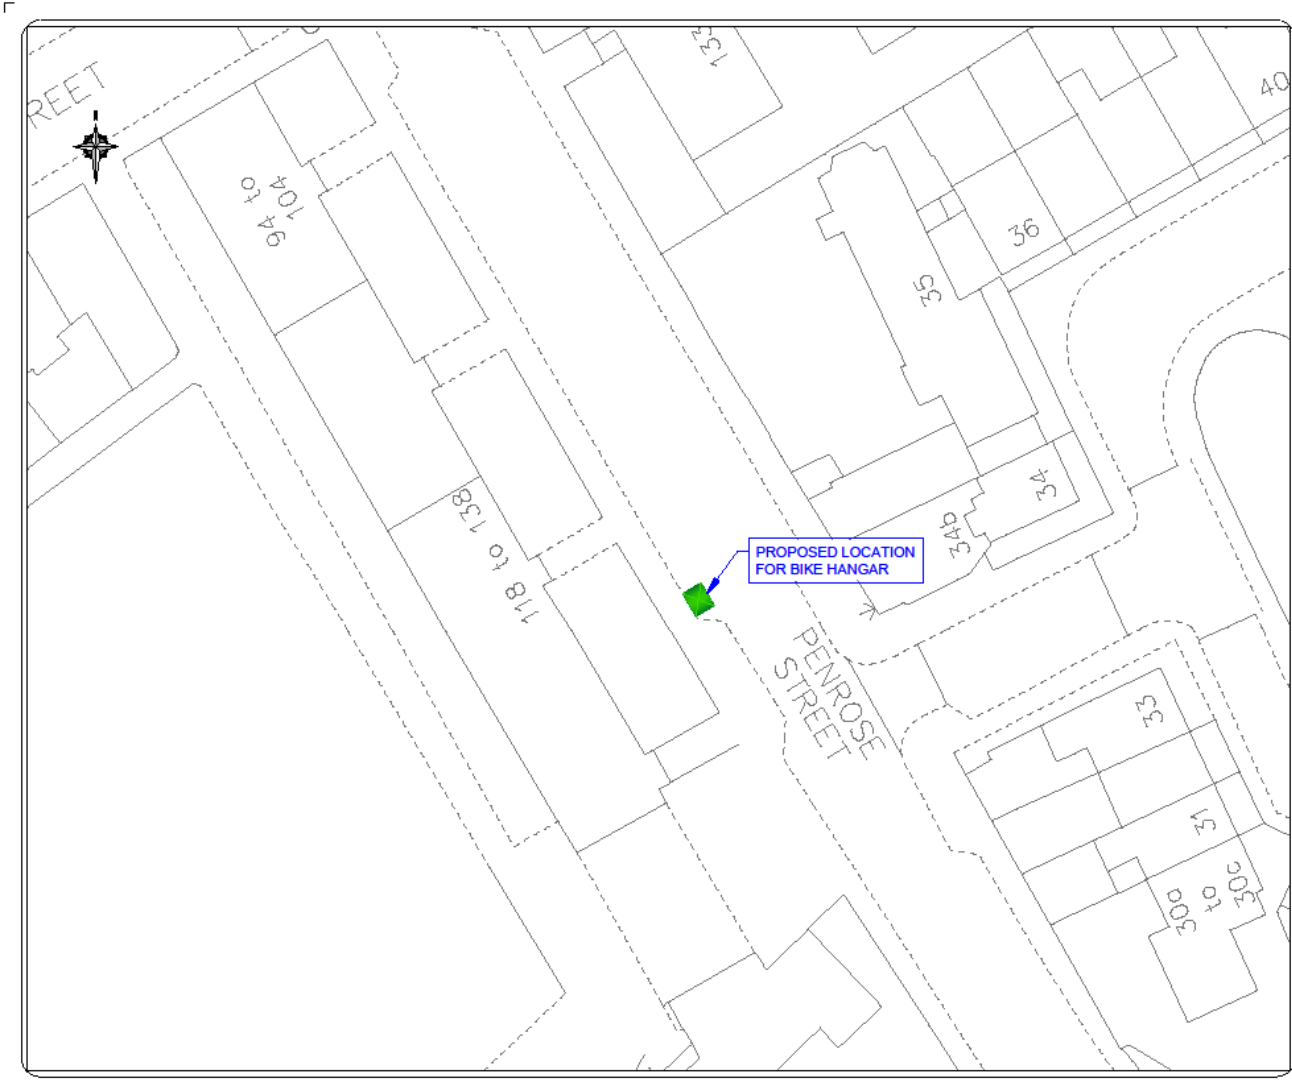 REET
133
40
94 to
104
36
35
118 to 138
34
34b
PROPOSED LOCATION
FOR BIKE HANGAR
PENROSE
STREET
33
31
30a
to
30c